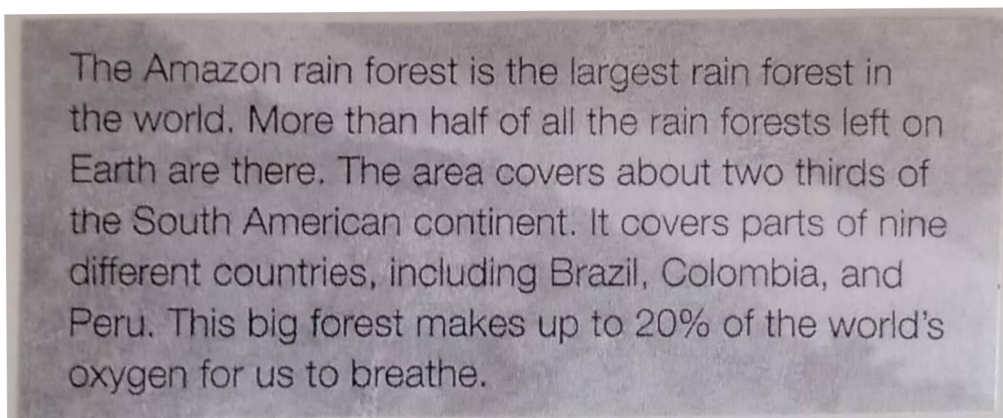 The Amazon rain forest is the largest rain forest in
the world. More than half of all the rain forests left on
Earth are there. The area covers about two thirds of
the South American continent. It covers parts of nine
different countries, including Brazil, Colombia, and
Peru. This big forest makes up to 20% of the world's
oxygen for us to breathe.